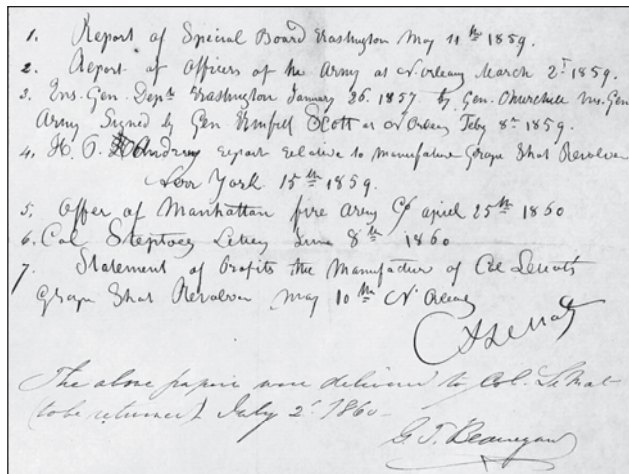 1. Report of Special Board Washington May 11th 1859.
2. Report of Officers of the Army at N. Orleans March 2d 1859.
3. Ins. Gen. Dept. Washington January 26. 1857. by Gen. Churchill Ins. Gen
Army Signed by Gen Winfield Scott at N Orleans Feby 8th 1859.
4. H. O. report relative to manufature Grape Shot Revolver
New York 15th 1859.
5. Offer of Manhattan fire Army Co april 25th 1860
6. Col Steptoes Letter June 8th 1860
7. Statement of Profits the Manufacture of Col Lemat's
Grape Shot Revolver May 10th N. Orleans
A Lemat
The above papers were delivered to Col. LeMat
(to be returned) July 2d 1860-
G. T. Beauregard